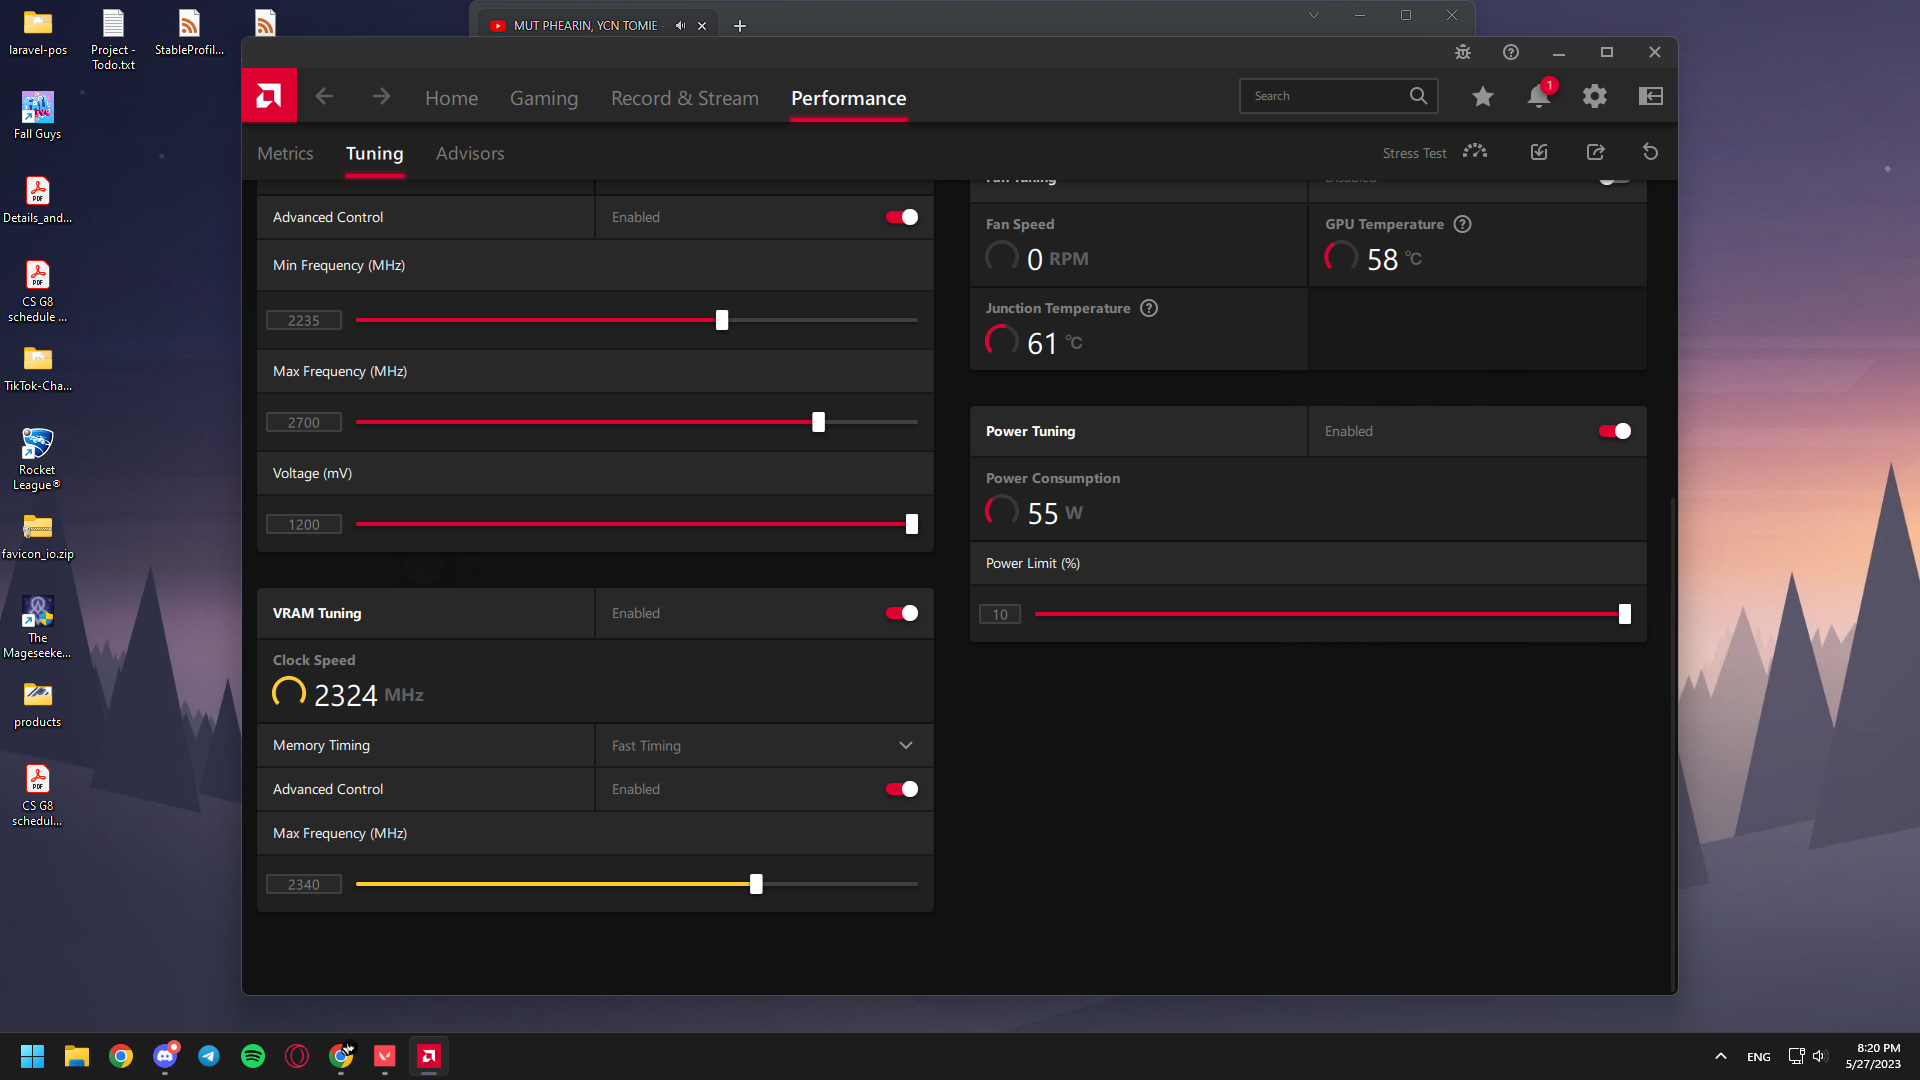 laravel-pos
Project -
Todo.txt
StableProfil...
Fall Guys
Details_and...
CS G8
schedule ...
TikTok-Cha...
Rocket
League®
favicon_io.zip
The
Mageseeke...
products
CS G8
schedul...
MUT PHEARIN, YCN TOMIE -
Home
Gaming
Record & Stream
Performance
Search
1
Metrics
Tuning
Advisors
Stress Test
Advanced Control
Enabled
Min Frequency (MHz)
2235
Max Frequency (MHz)
2700
Voltage (mV)
1200
VRAM Tuning
Enabled
Clock Speed
2324 MHz
Memory Timing
Fast Timing
Advanced Control
Enabled
Max Frequency (MHz)
2340
Fan Tuning
Disabled
Fan Speed
0 RPM
GPU Temperature
58 °C
Junction Temperature
61 °C
Power Tuning
Enabled
Power Consumption
55 W
Power Limit (%)
10
ENG
8:20 PM
5/27/2023